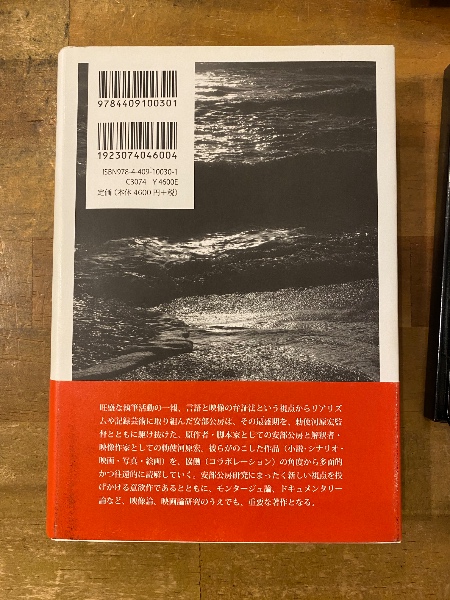 9784409100301
1923074046004
ISBN978-4-409-10030-1
C3074 ¥4600E
定価(本体4600円+税)
旺盛な執筆活動の一環、言語と映像の弁証法という視点からリアリズ
ムや記録芸術に取り組んだ安部公房は、その最盛期を、勅使河原宏監
督とともに駆け抜けた。原作者・脚本家としての安部公房と解釈者・
映像作家としての勅使河原宏、彼らがのこした作品(小説・シナリオ・
映画・写真・絵画)を、協働(コラボレーション)の角度から多面的
かつ往還的に読解していく。安部公房研究にまったく新しい視点を投
げかける意欲作であるとともに、モンタージュ論、ドキュメンタリー
論など、映像論、映画論研究のうえでも、重要な著作となる。